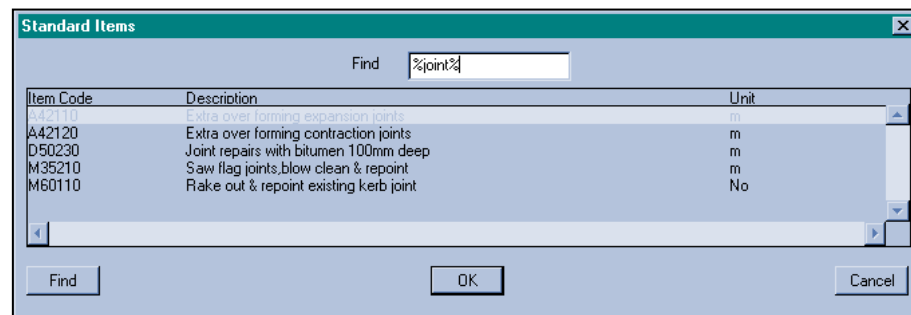 Standard Items
Find %joint%
Item Code Description Unit
A42110 Extra over forming expansion joints m
A42120 Extra over forming contraction joints m
D50230 Joint repairs with bitumen 100mm deep m
M35210 Saw flag joints,blow clean & repoint m
M60110 Rake out & repoint existing kerb joint No
Find OK Cancel